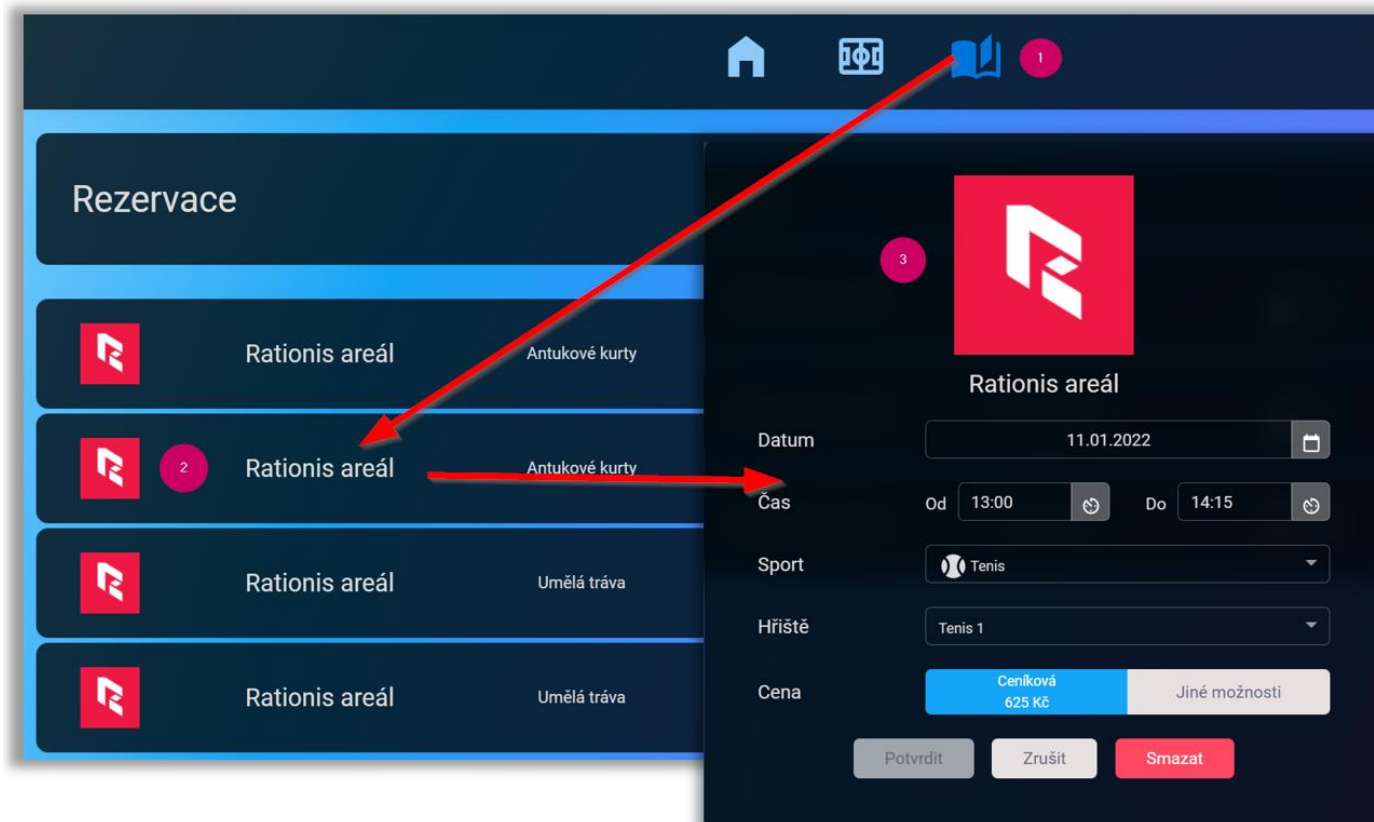 1
Rezervace
Rationis areál Antukové kurty
2 Rationis areál Antukové kurty
Rationis areál Umělá tráva
Rationis areál Umělá tráva
3
Rationis areál
Datum 11.01.2022
Čas Od 13:00 Do 14:15
Sport Tenis
Hřiště Tenis 1
Cena Ceníková Jiné možnosti
625 Kč
Potvrdit Zrušit Smazat